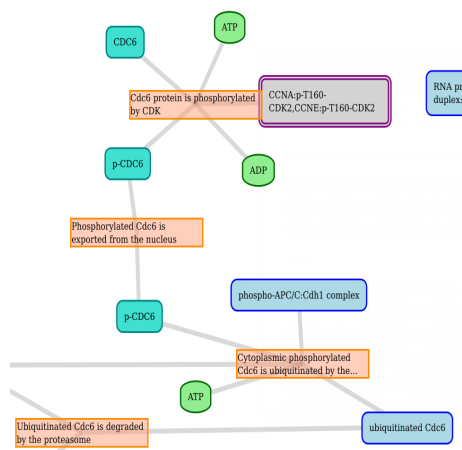 ATP
CDC6
RNA pr
duplex:
CCNA:p-T160-
CDK2,CCNE:p-T160-CDK2
Cdc6 protein is phosphorylated
by CDK
p-CDC6
ADP
Phosphorylated Cdc6 is
exported from the nucleus
phospho-APC/C:Cdh1 complex
p-CDC6
Cytoplasmic phosphorylated
Cdc6 is ubiquitinated by the...
ATP
Ubiquitinated Cdc6 is degraded
by the proteasome
ubiquitinated Cdc6